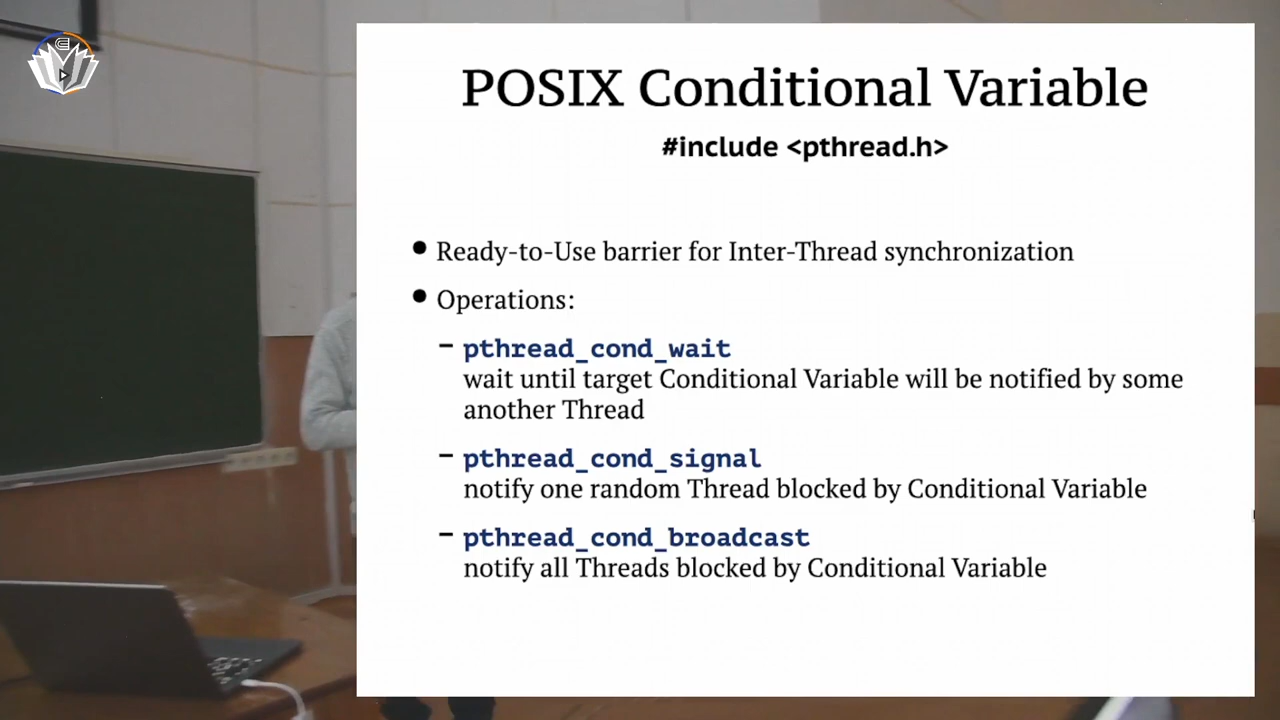 POSIX Conditional Variable
#include <pthread.h>
● Ready-to-Use barrier for Inter-Thread synchronization
● Operations:
– pthread_cond_wait
wait until target Conditional Variable will be notified by some
another Thread
– pthread_cond_signal
notify one random Thread blocked by Conditional Variable
– pthread_cond_broadcast
notify all Threads blocked by Conditional Variable